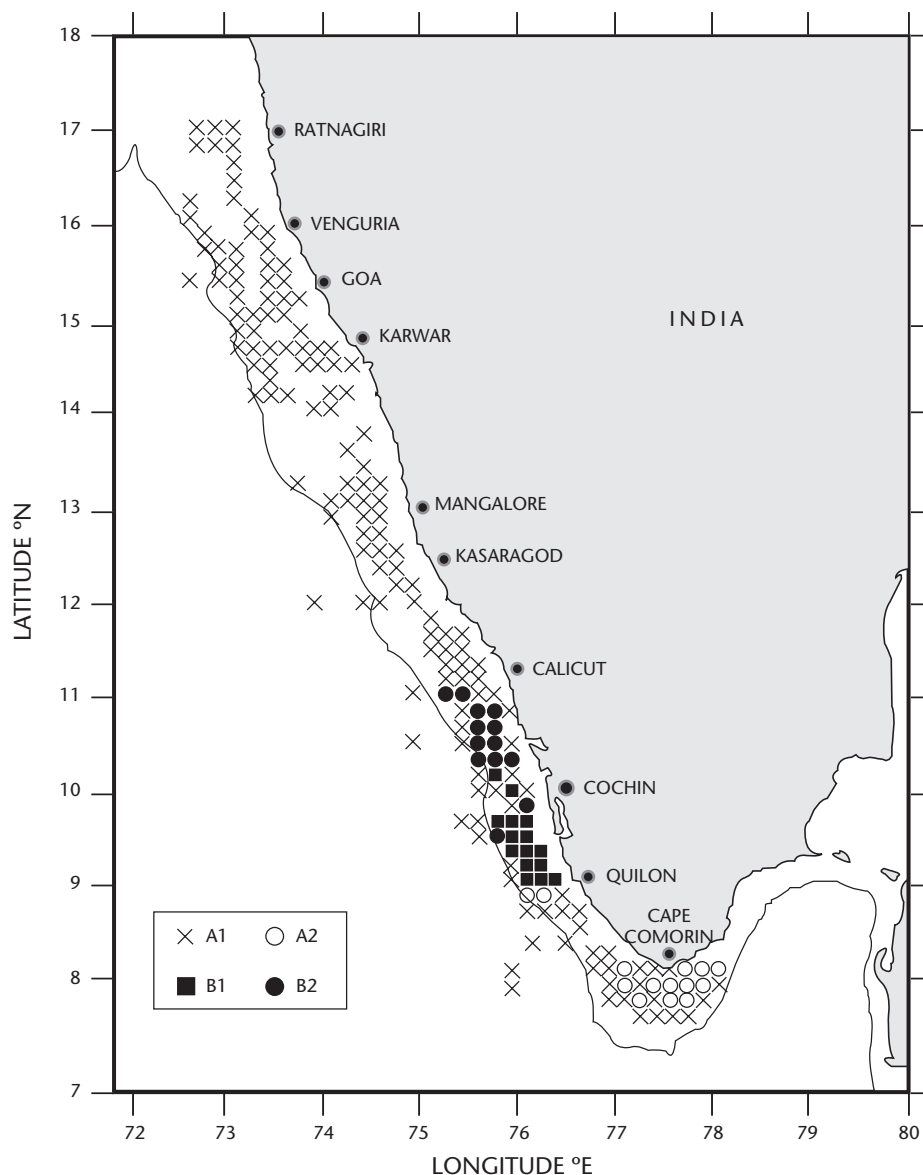 18
17
16
15
14
13
12
11
10
9
8
7
LATITUDE ºN
RATNAGIRI
VENGURIA
GOA
INDIA
KARWAR
MANGALORE
KASARAGOD
CALICUT
COCHIN
QUILON
CAPE
COMORIN
A1 A2
B1 B2
72 73 74 75 76 77 78 79 80
LONGITUDE ºE